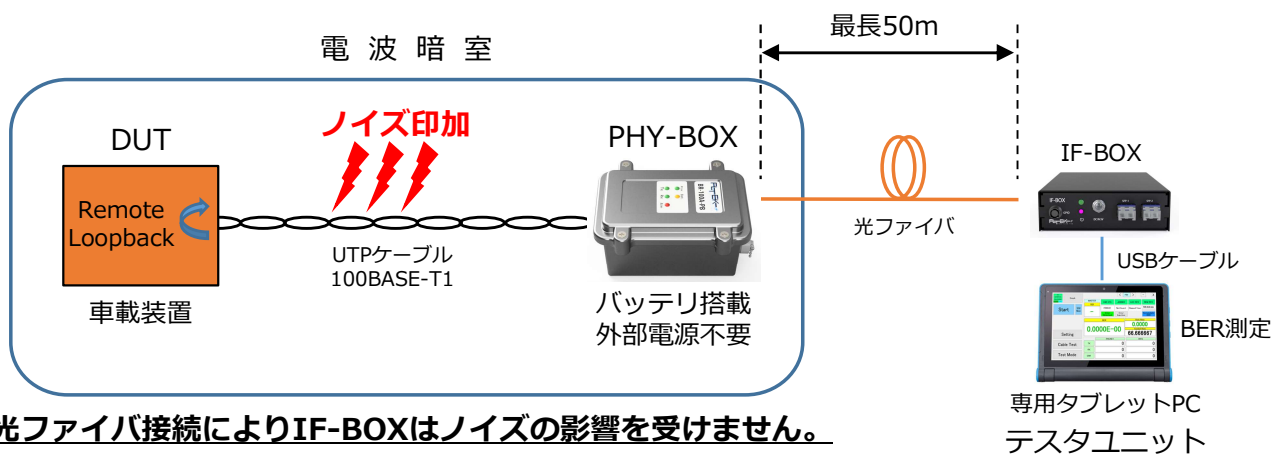 最長50m
電 波 暗 室
ノイズ印加
DUT
PHY-BOX
IF-BOX
Remote
Loopback
UTPケーブル
100BASE-T1
光ファイバ
USBケーブル
車載装置
バッテリ搭載
外部電源不要
IF-BOX
Start
Setting
Cable Test
Test Mode
0.0000E-00
0.0000
66.666667
BER測定
専用タブレットPC
テスタユニット
光ファイバ接続によりIF-BOXはノイズの影響を受けません。